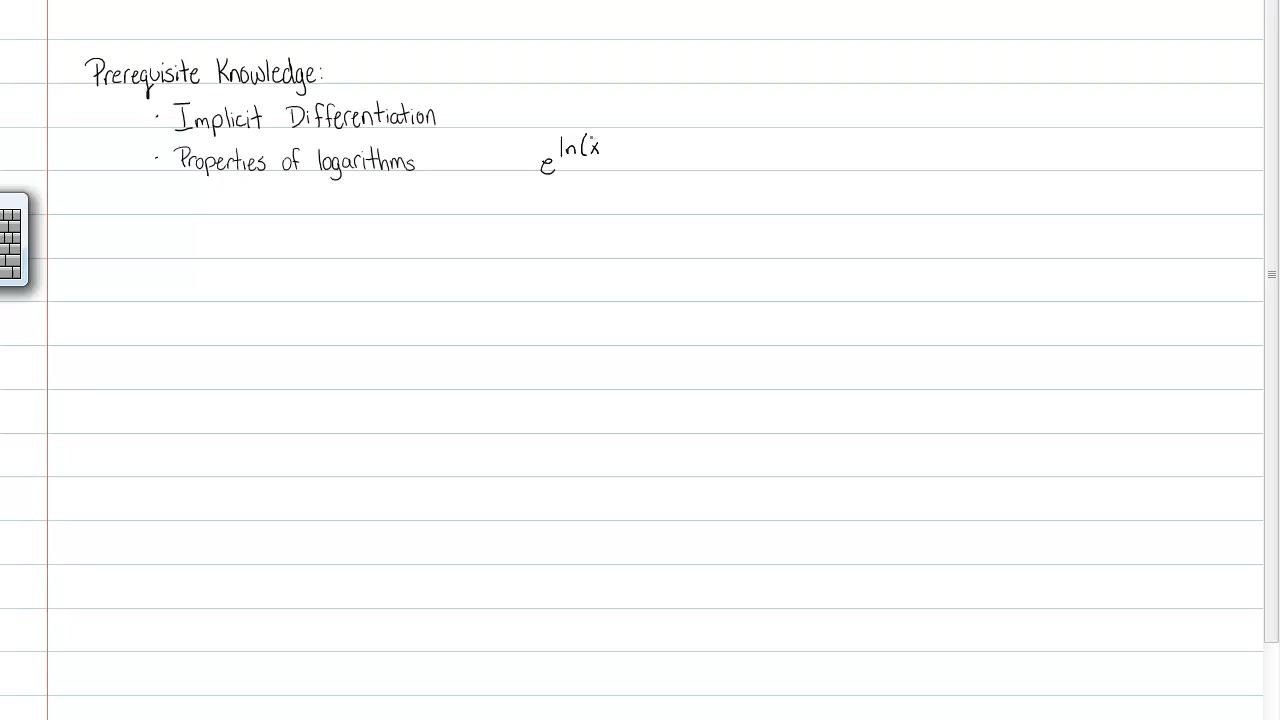 Prerequisite Knowledge:
· Implicit Differentiation
· Properties of logarithms
e^ln(x